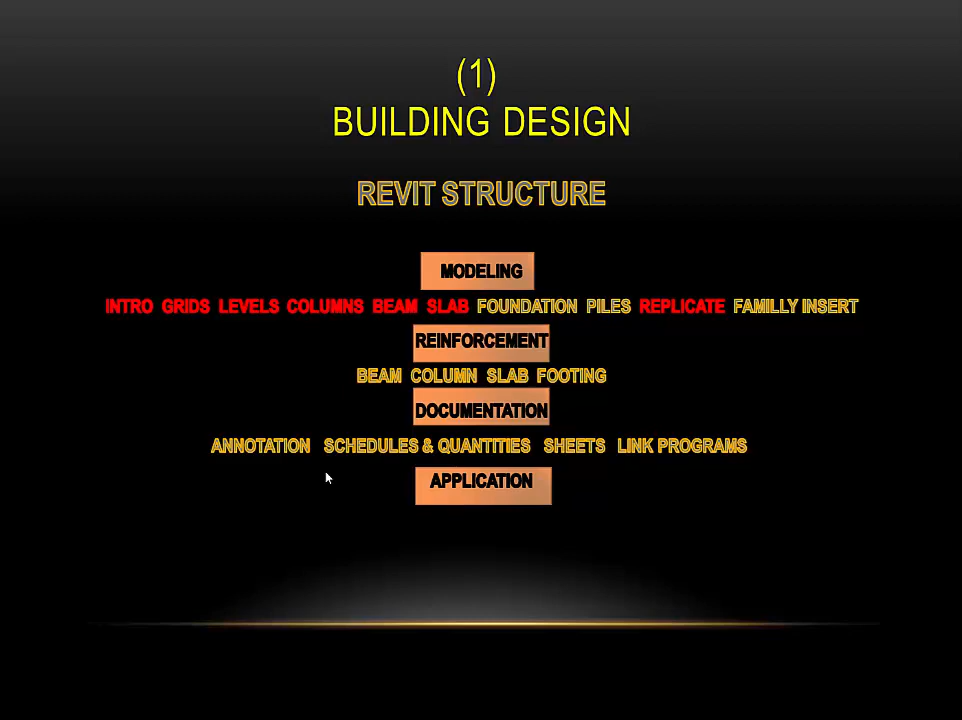 (1)
BUILDING DESIGN
REVIT STRUCTURE
MODELING
INTRO GRIDS LEVELS COLUMNS BEAM SLAB FOUNDATION PILES REPLICATE FAMILLY INSERT
REINFORCEMENT
BEAM COLUMN SLAB FOOTING
DOCUMENTATION
ANNOTATION SCHEDULES & QUANTITIES SHEETS LINK PROGRAMS
APPLICATION